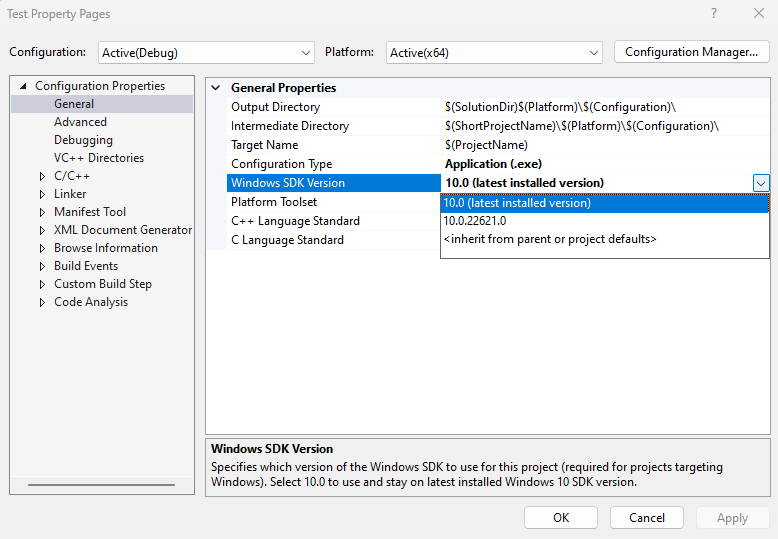 Test Property Pages
?
Configuration: Active(Debug) Platform: Active(x64) Configuration Manager...
Configuration Properties
General
Advanced
Debugging
VC++ Directories
C/C++
Linker
Manifest Tool
XML Document Generator
Browse Information
Build Events
Custom Build Step
Code Analysis
General Properties
Output Directory $(SolutionDir)$(Platform)\$(Configuration)\
Intermediate Directory $(ShortProjectName)\$(Platform)\$(Configuration)\
Target Name $(ProjectName)
Configuration Type Application (.exe)
Windows SDK Version 10.0 (latest installed version)
Platform Toolset
C++ Language Standard
C Language Standard
10.0 (latest installed version)
10.0.22621.0
<inherit from parent or project defaults>
Windows SDK Version
Specifies which version of the Windows SDK to use for this project (required for projects targeting
Windows). Select 10.0 to use and stay on latest installed Windows 10 SDK version.
OK Cancel Apply